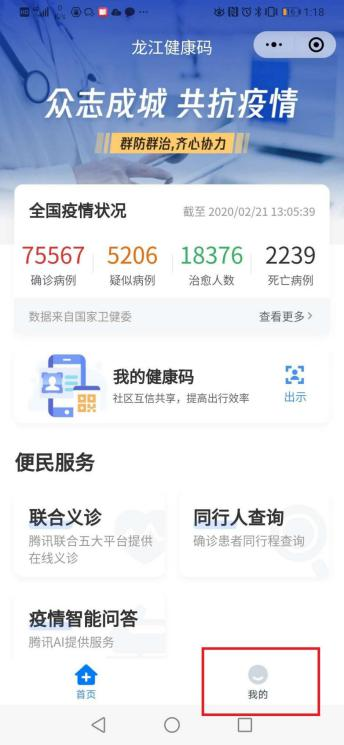 1:18
龙江健康码
众志成城 共抗疫情
群防群治,齐心协力
全国疫情状况
截至 2020/02/21 13:05:39
75567 5206 18376 2239
确诊病例 疑似病例 治愈人数 死亡病例
数据来自国家卫健委
查看更多>
我的健康码
社区互信共享，提高出行效率
出示
便民服务
联合义诊
腾讯联合五大平台提供
在线义诊
同行人查询
确诊患者同行程查询
疫情智能问答
腾讯AI提供服务
首页
我的